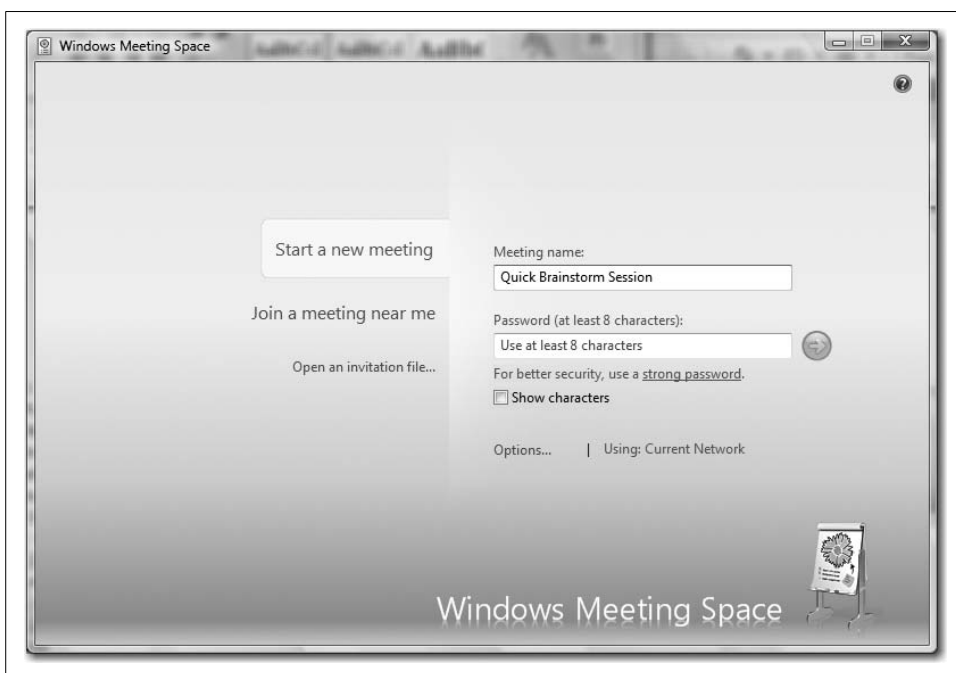 Windows Meeting Space
Start a new meeting
Join a meeting near me
Open an invitation file...
Meeting name:
Quick Brainstorm Session
Password (at least 8 characters):
Use at least 8 characters
For better security, use a strong password.
Show characters
Options... | Using: Current Network
Windows Meeting Space